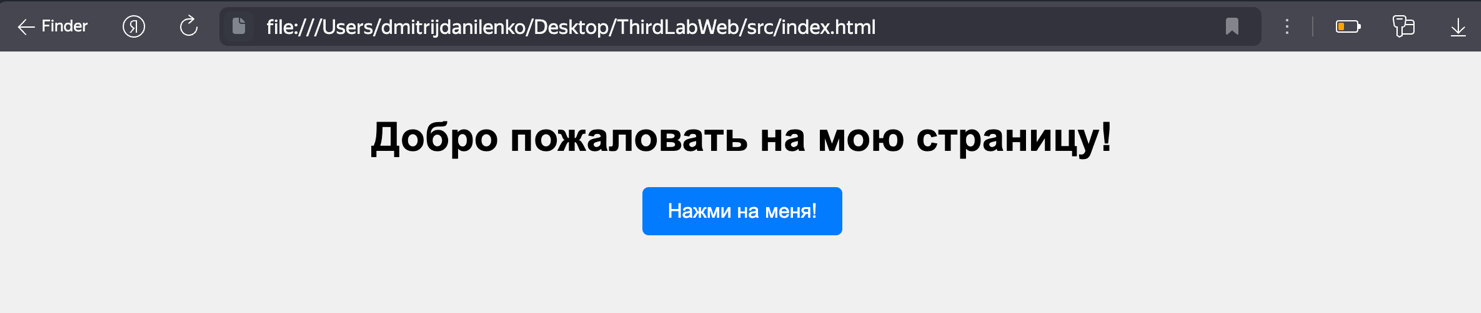 Finder
Я
file:///Users/dmitrijdanilenko/Desktop/ThirdLabWeb/src/index.html
Добро пожаловать на мою страницу!
Нажми на меня!